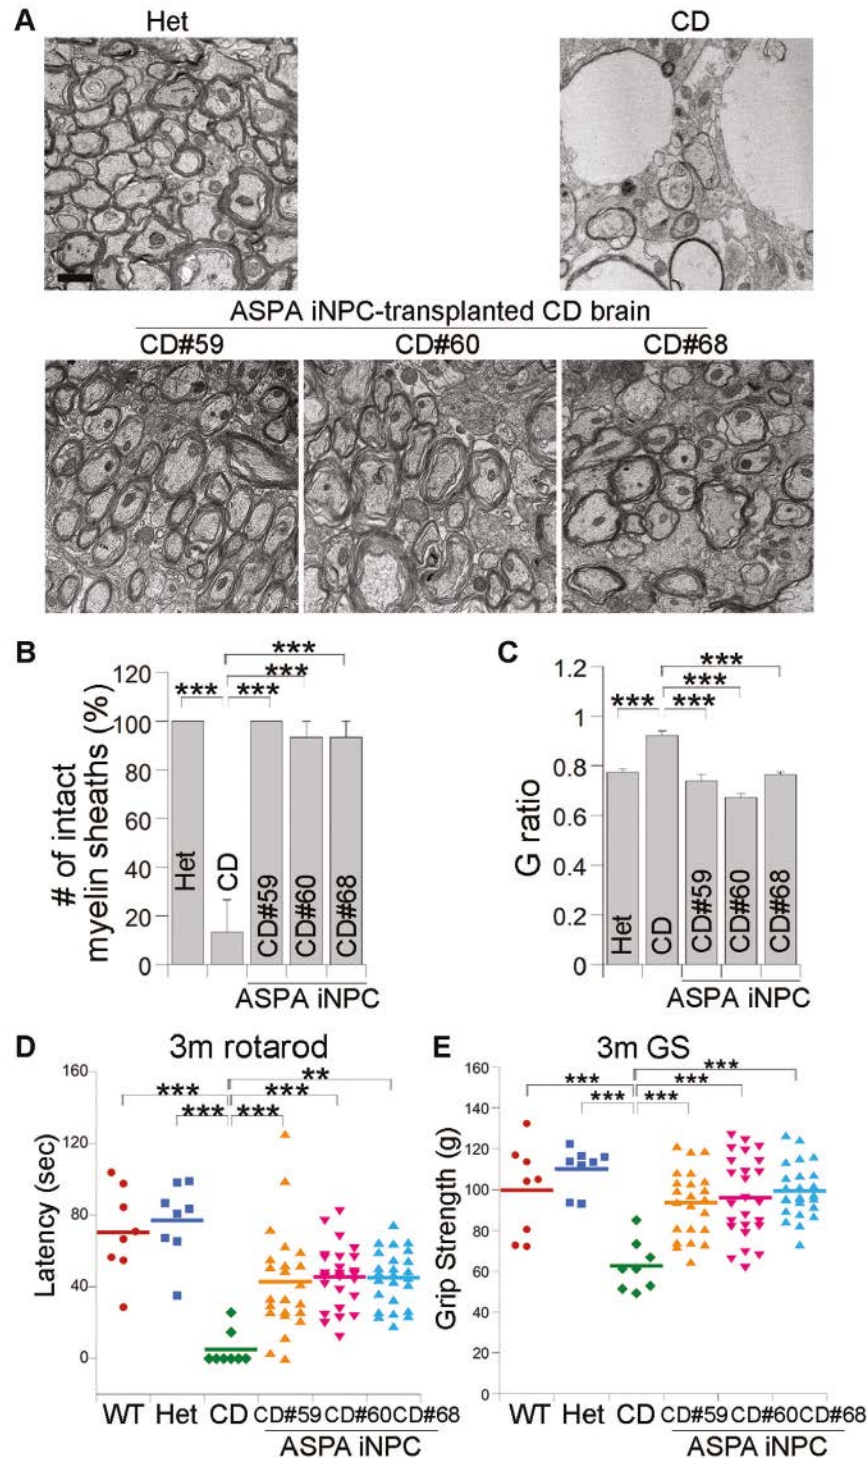 A
Het
CD
ASPA iNPC-transplanted CD brain
CD#59
CD#60
CD#68
B
# of intact
myelin sheaths (%)
120
100
80
60
40
20
0
***
***
***
***
Het
CD
CD#59
CD#60
CD#68
ASPA iNPC
C
G ratio
1.2
1
0.8
0.6
0.4
0.2
0
***
***
***
***
Het
CD
CD#59
CD#60
CD#68
ASPA iNPC
D
3m rotarod
Latency (sec)
160
120
80
40
0
**
***
***
***
***
WT
Het
CD
CD#59
CD#60
CD#68
ASPA iNPC
E
3m GS
Grip Strength (g)
160
140
120
100
80
60
40
20
0
***
***
***
***
***
WT
Het
CD
CD#59
CD#60
CD#68
ASPA iNPC